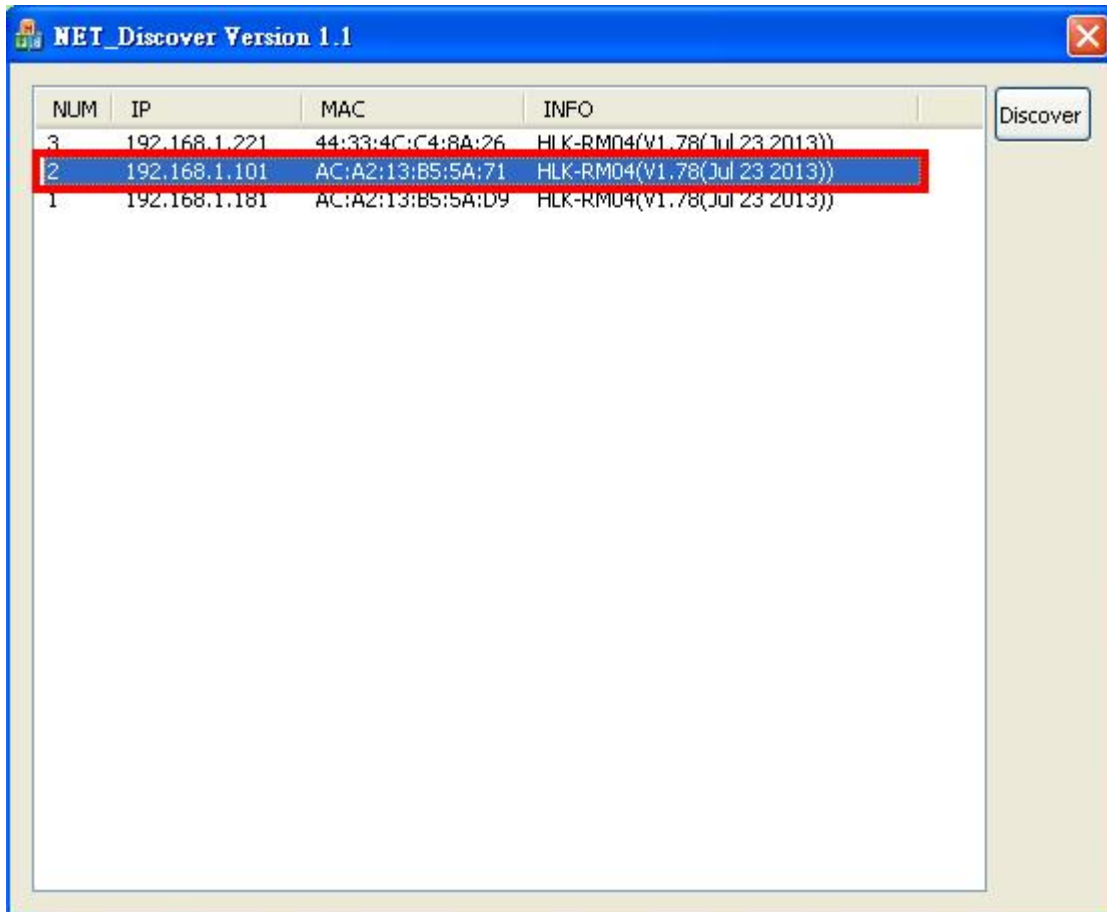 NET_Discover Version 1.1
NUM IP MAC INFO
Discover
3 192.168.1.221 44:33:4C:C4:8A:26 HLK-RM04(V1.78(Jul 23 2013))
2 192.168.1.101 AC:A2:13:B5:5A:71 HLK-RM04(V1.78(Jul 23 2013))
1 192.168.1.181 AC:A2:13:B5:5A:D9 HLK-RM04(V1.78(Jul 23 2013))